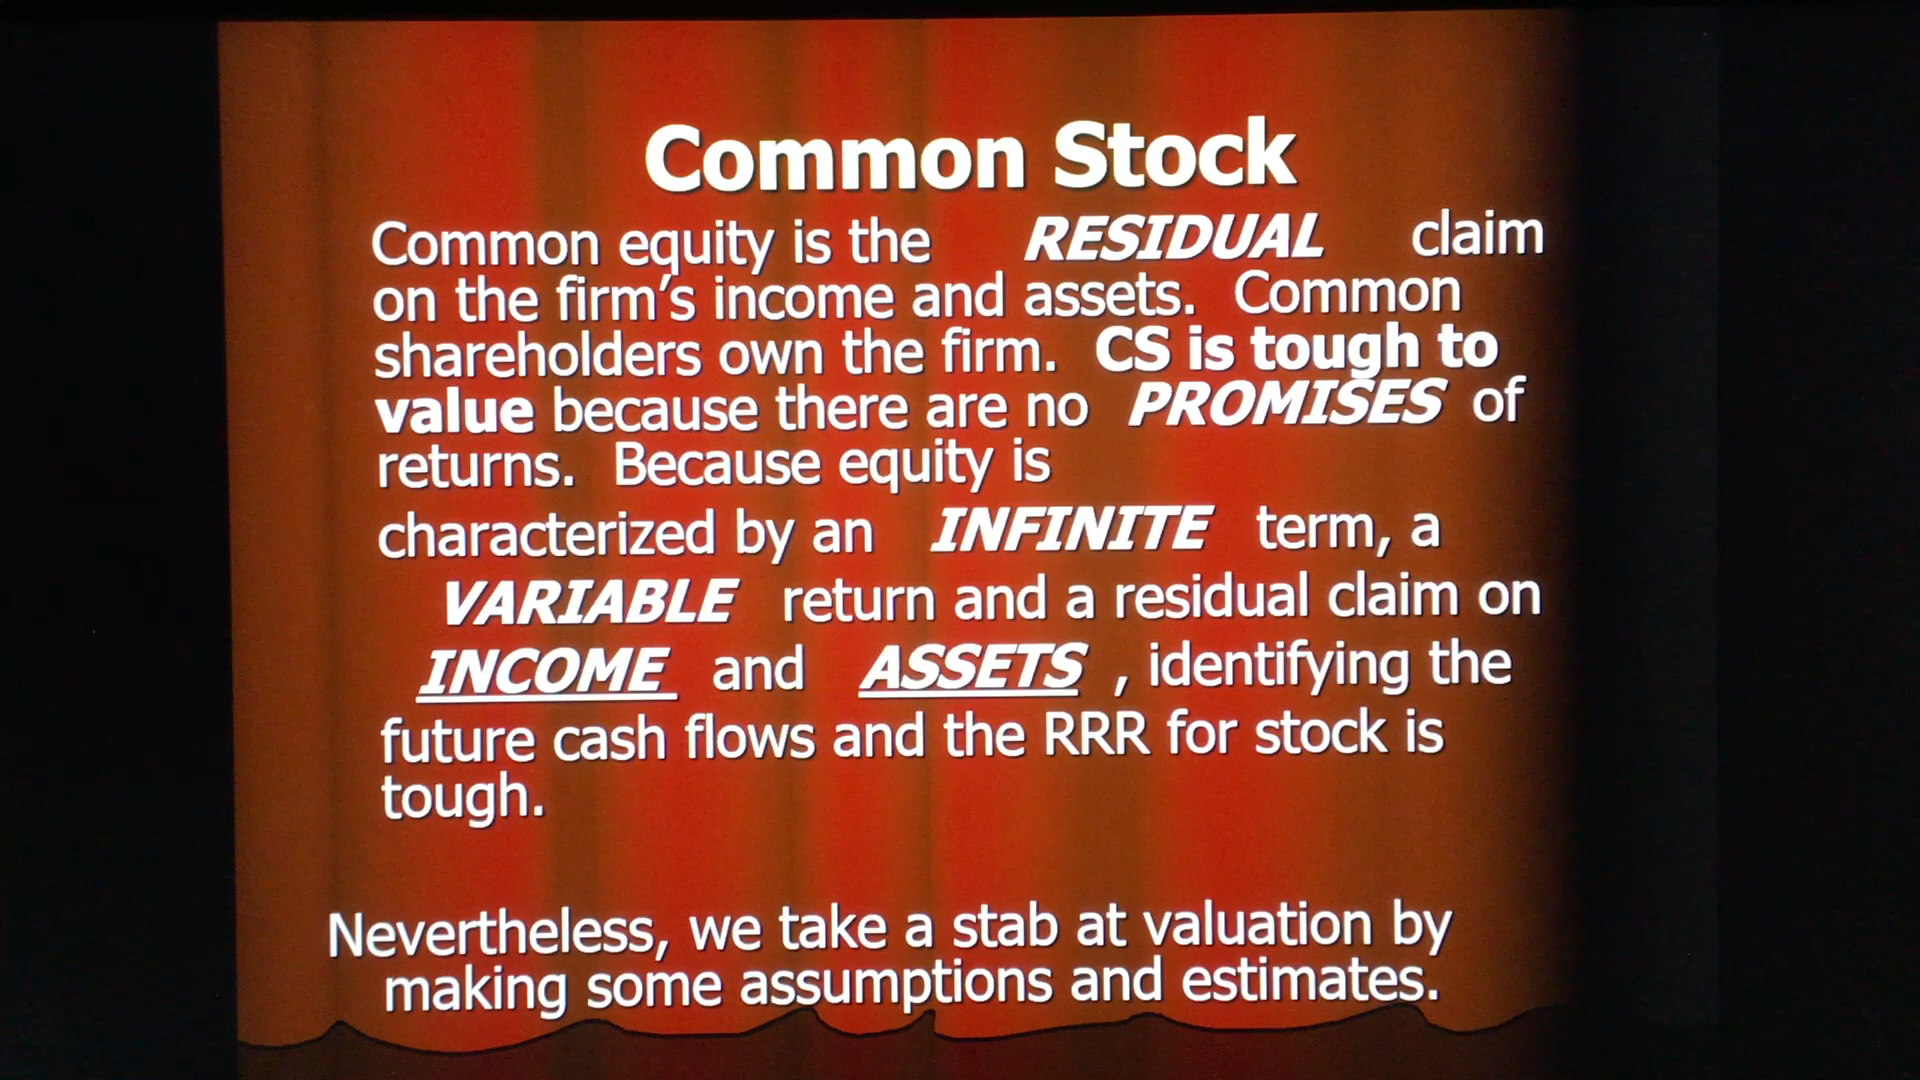 Common Stock
Common equity is the RESIDUAL claim
on the firm's income and assets. Common
shareholders own the firm. CS is tough to
value because there are no PROMISES of
returns. Because equity is
characterized by an INFINITE term, a
VARIABLE return and a residual claim on
INCOME and ASSETS , identifying the
future cash flows and the RRR for stock is
tough.
Nevertheless, we take a stab at valuation by
making some assumptions and estimates.